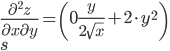 ∂²z/∂x∂y = (0 y/(2√x) + 2·y²)
s